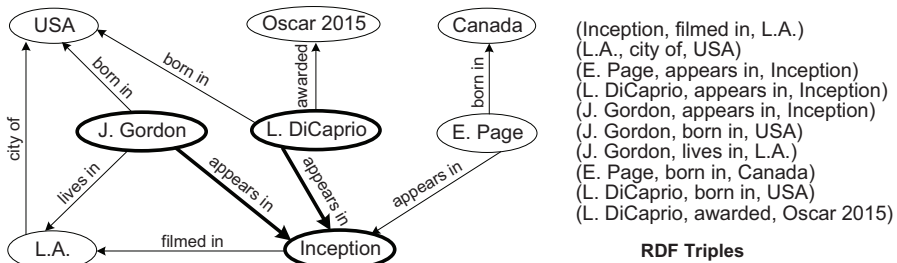 USA
Oscar 2015
Canada
born in
born in
awarded
born in
city of
J. Gordon
L. DiCaprio
E. Page
lives in
appears in
appears in
appears in
L.A.
filmed in
Inception
(Inception, filmed in, L.A.)
(L.A., city of, USA)
(E. Page, appears in, Inception)
(L. DiCaprio, appears in, Inception)
(J. Gordon, appears in, Inception)
(J. Gordon, born in, USA)
(J. Gordon, lives in, L.A.)
(E. Page, born in, Canada)
(L. DiCaprio, born in, USA)
(L. DiCaprio, awarded, Oscar 2015)
RDF Triples